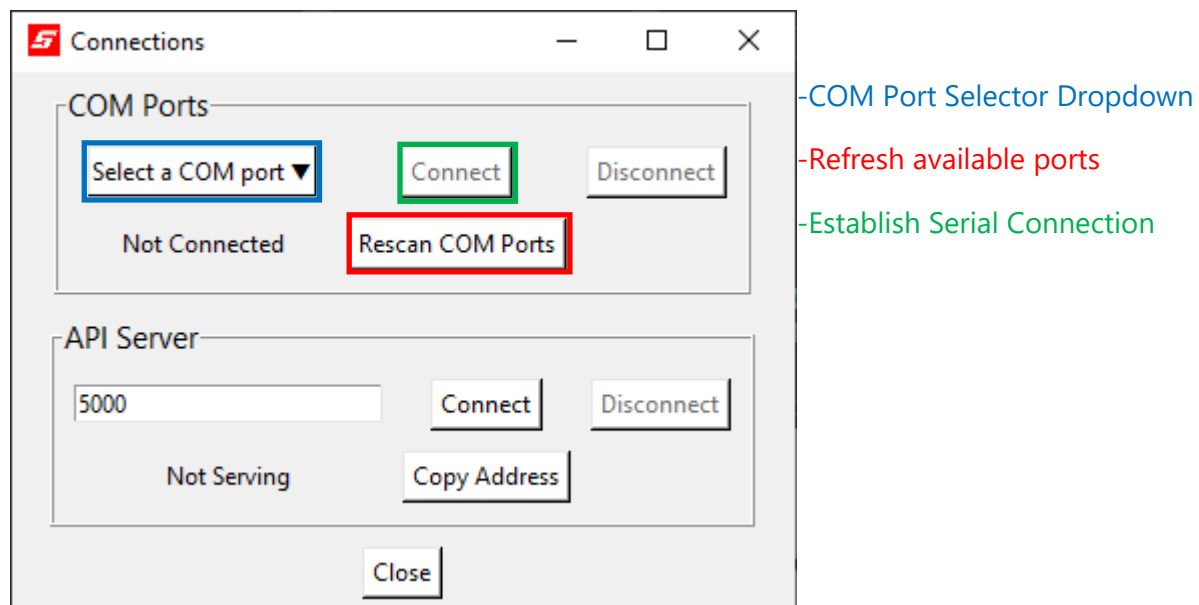 Connections
COM Ports
Select a COM port ▼
Connect
Disconnect
Not Connected
Rescan COM Ports
API Server
5000
Connect
Disconnect
Not Serving
Copy Address
Close
-COM Port Selector Dropdown
-Refresh available ports
-Establish Serial Connection